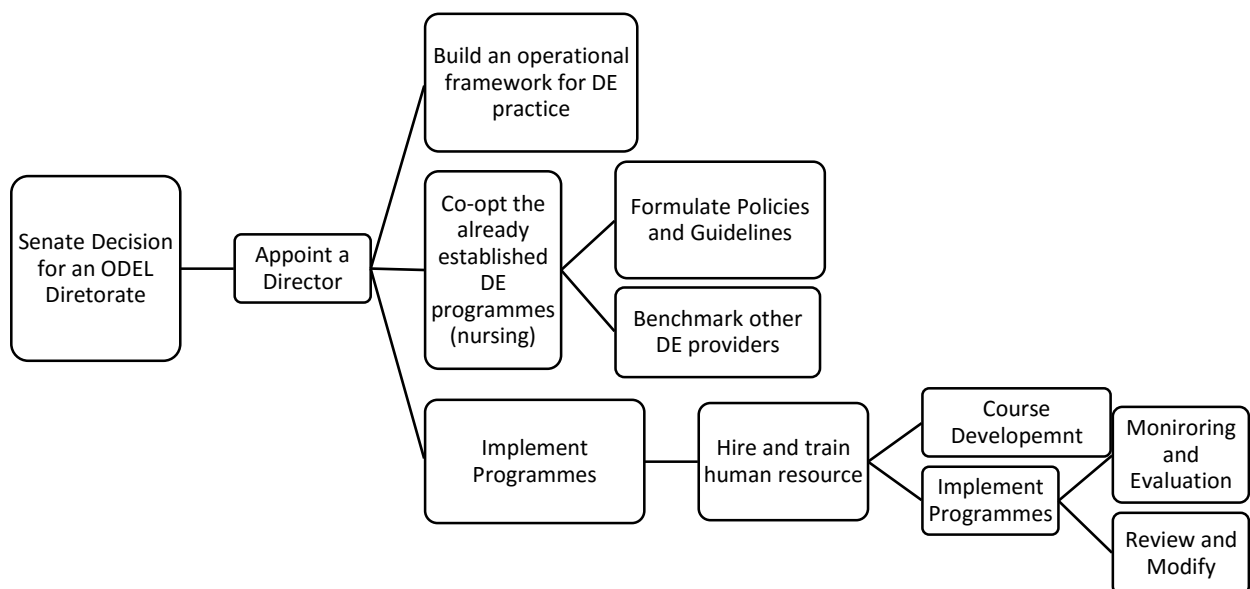 Senate Decision
for an ODEL
Diretorate
Appoint a
Director
Build an operational
framework for DE
practice
Co-opt the
already
established
DE
programmes
(nursing)
Formulate Policies
and Guidelines
Benchmark other
DE providers
Implement
Programmes
Hire and train
human resource
Course
Developemnt
Implement
Programmes
Moniroring
and
Evaluation
Review and
Modify